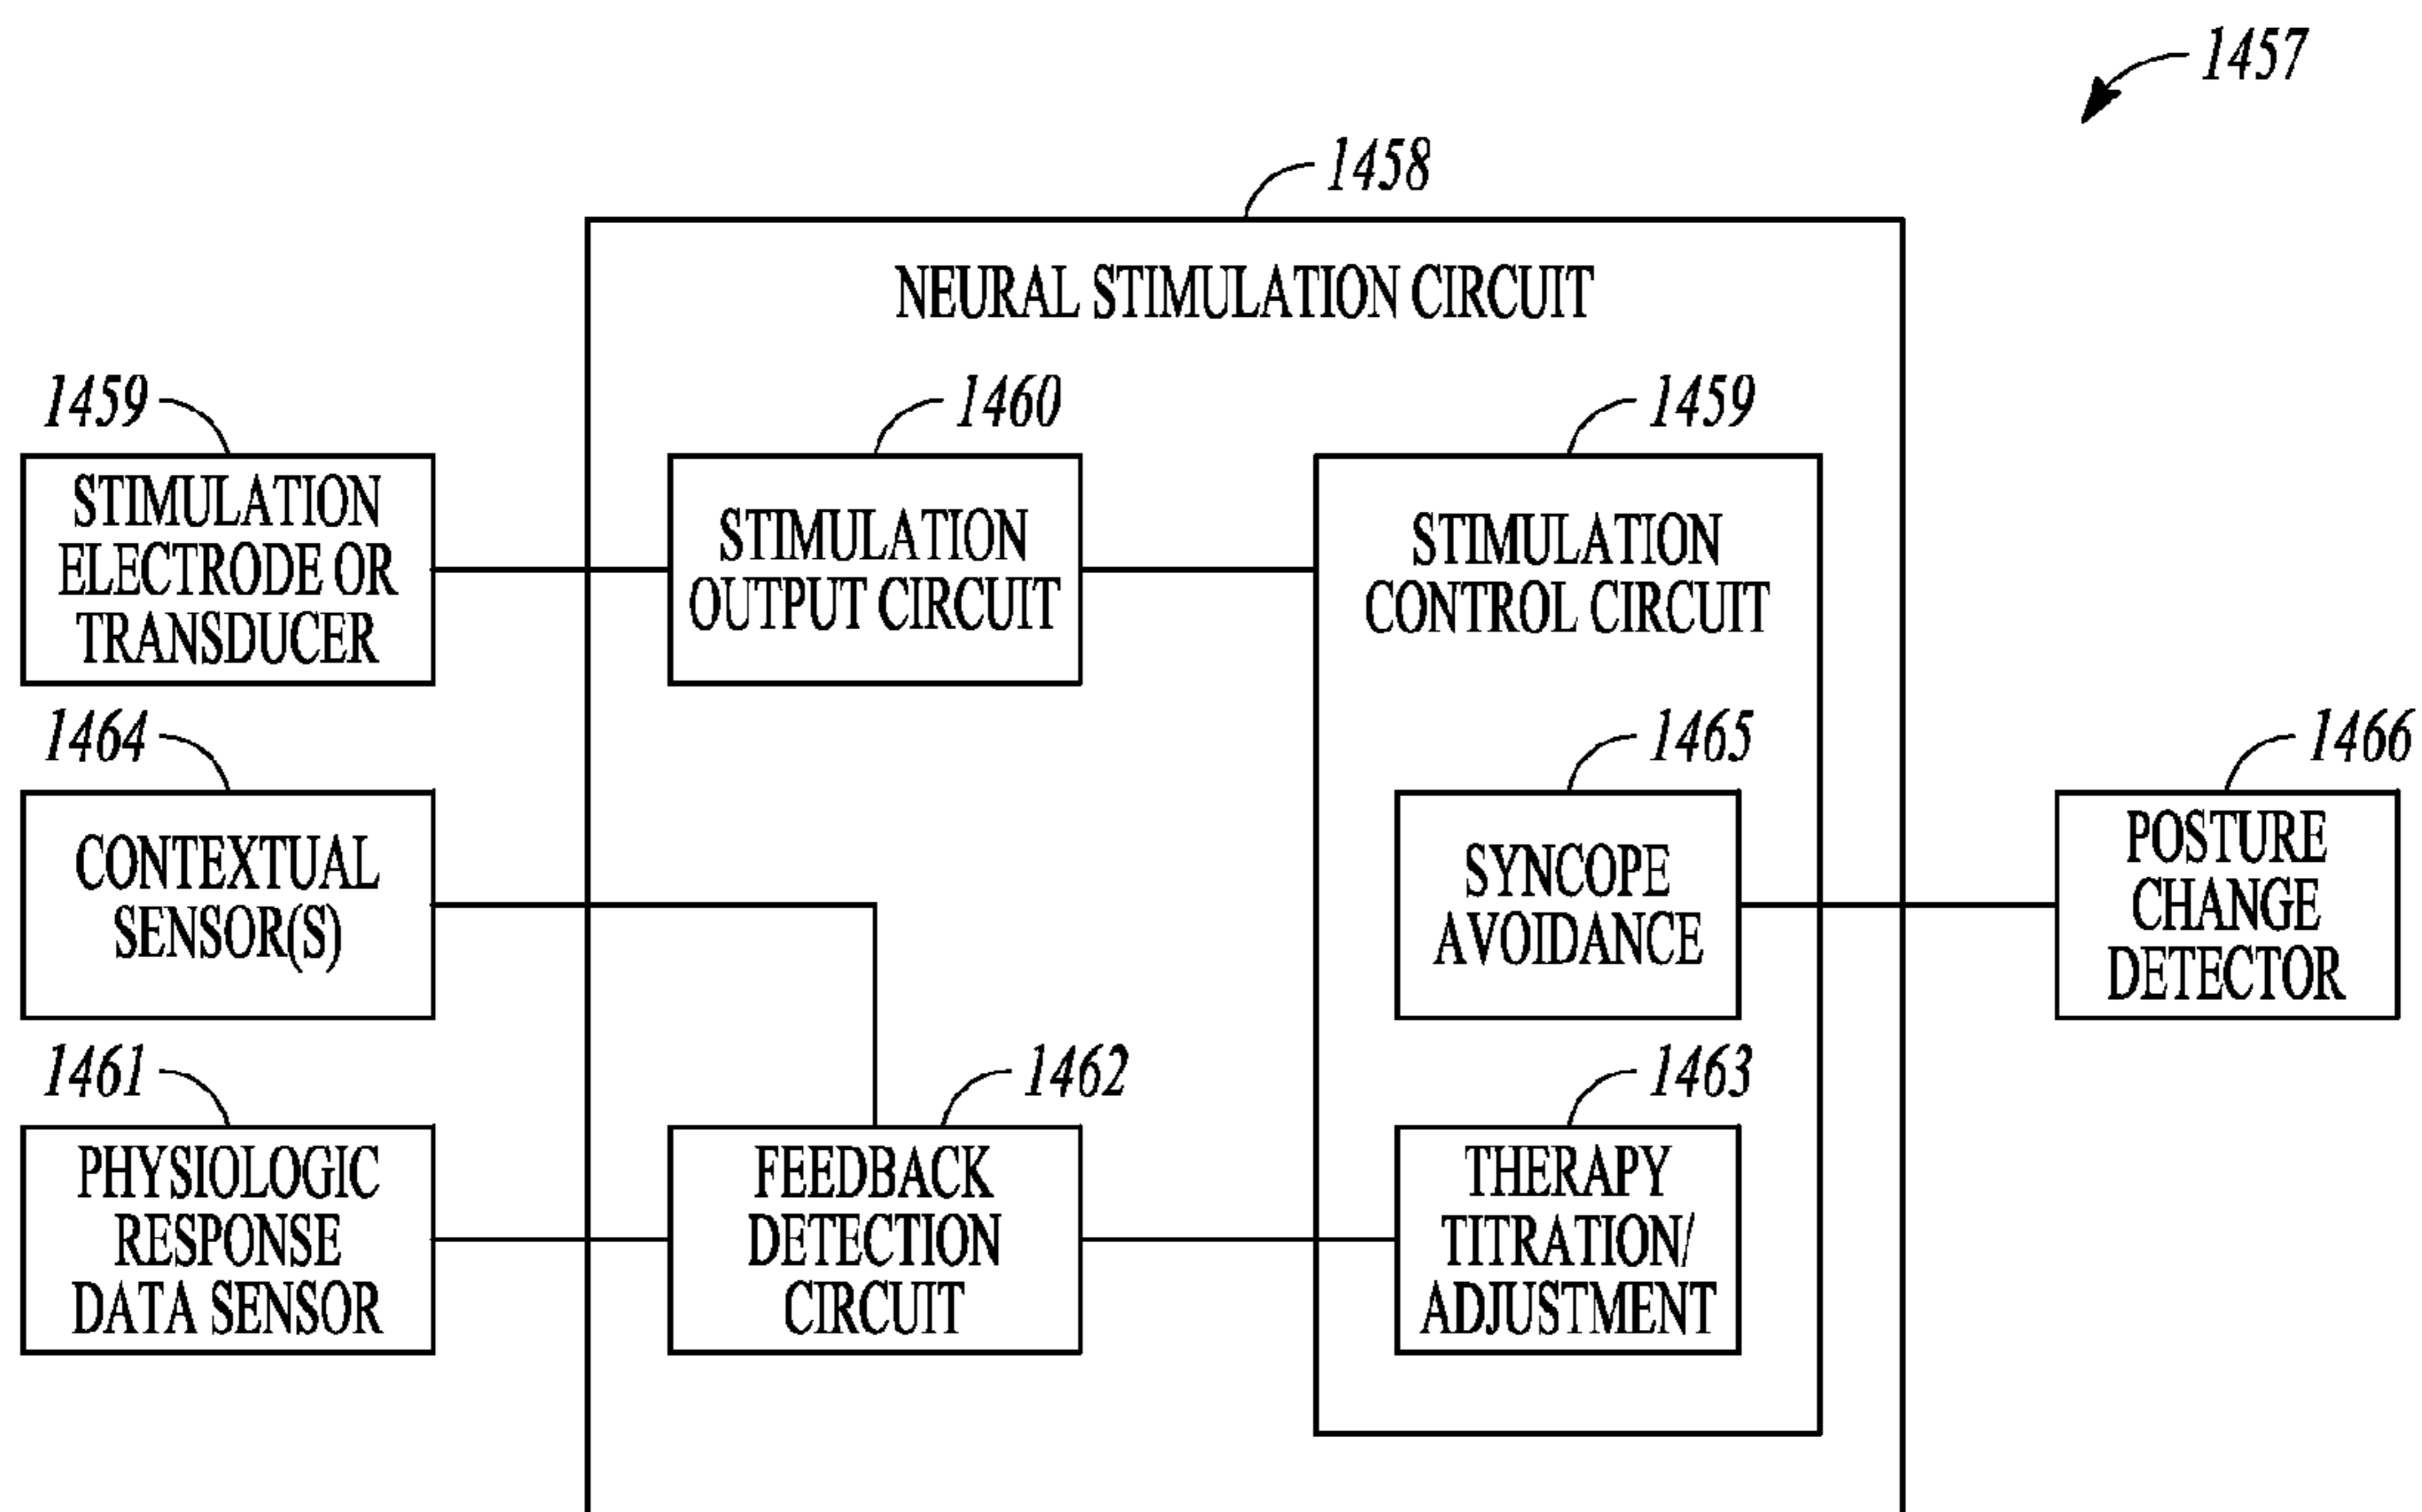 1457
1458
NEURAL STIMULATION CIRCUIT
1459
STIMULATION
ELECTRODE OR
TRANSDUCER
1460
STIMULATION
OUTPUT CIRCUIT
1459
STIMULATION
CONTROL CIRCUIT
1464
CONTEXTUAL
SENSOR(S)
1465
SYNCOPE
AVOIDANCE
1466
POSTURE
CHANGE
DETECTOR
1461
PHYSIOLOGIC
RESPONSE
DATA SENSOR
1462
FEEDBACK
DETECTION
CIRCUIT
1463
THERAPY
TITRATION/
ADJUSTMENT